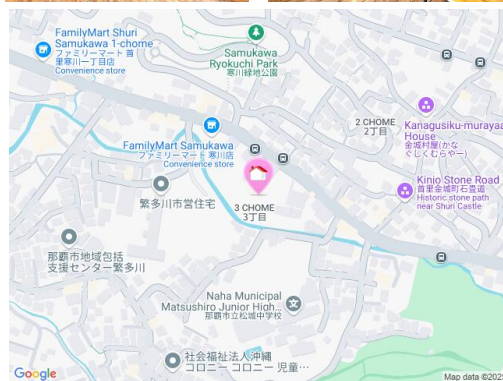 FamilyMart Shuri
Samukawa 1-chome
ファミリーマート 首
里寒川一丁目店
Convenience store
Samukawa
Ryokuchi Park
寒川緑地公園
2 CHOME
2丁目
Kanagusiku-murayaa
House
金城村屋(かな
ぐしくむらやー)
FamilyMart Samukawa
ファミリーマート 寒川店
Convenience store
Kinjo Stone Road
首里金城町石畳道
Historic stone path
near Shuri Castle
繁多川市営住宅
3 CHOME
3丁目
那覇市地域包括
支援センター繁多川
Naha Municipal
Matsushiro Junior High...
那覇市立松城中学校
社会福祉法人沖縄
コロニー コロニー 児童…
Google
Map data ©202